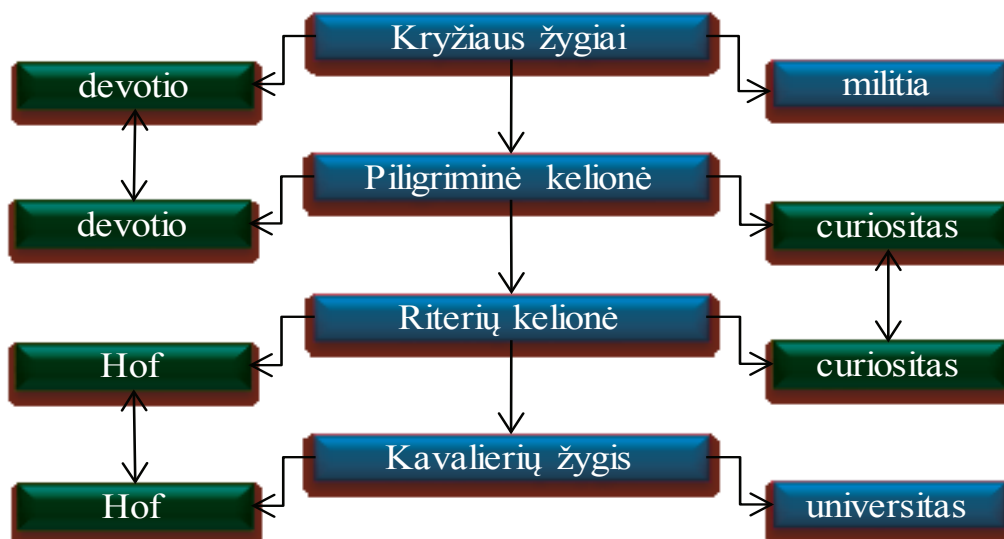 Kryžiaus žygiai
devotio
militia
Piligriminė kelionė
devotio
curiositas
Riterių kelionė
Hof
curiositas
Kavalierių žygis
Hof
universitas